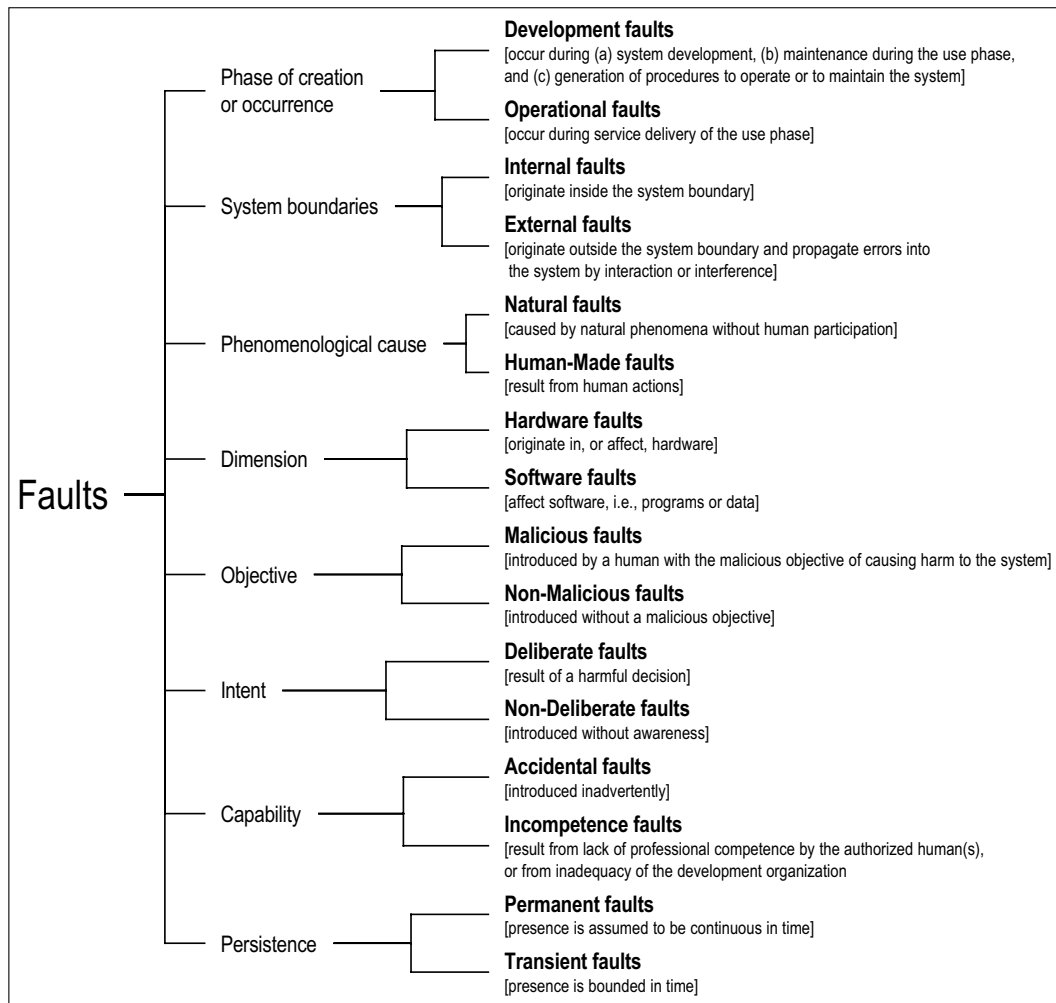 Faults
Phase of creation
or occurrence
Development faults
[occur during (a) system development, (b) maintenance during the use phase,
and (c) generation of procedures to operate or to maintain the system]
Operational faults
[occur during service delivery of the use phase]
System boundaries
Internal faults
[originate inside the system boundary]
External faults
[originate outside the system boundary and propagate errors into
the system by interaction or interference]
Phenomenological cause
Natural faults
[caused by natural phenomena without human participation]
Human-Made faults
[result from human actions]
Dimension
Hardware faults
[originate in, or affect, hardware]
Software faults
[affect software, i.e., programs or data]
Objective
Malicious faults
[introduced by a human with the malicious objective of causing harm to the system]
Non-Malicious faults
[introduced without a malicious objective]
Intent
Deliberate faults
[result of a harmful decision]
Non-Deliberate faults
[introduced without awareness]
Capability
Accidental faults
[introduced inadvertently]
Incompetence faults
[result from lack of professional competence by the authorized human(s),
or from inadequacy of the development organization
Persistence
Permanent faults
[presence is assumed to be continuous in time]
Transient faults
[presence is bounded in time]